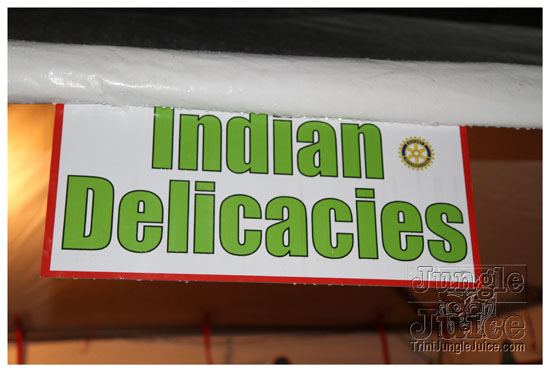 Indian
Delicacies
Jungle
Juice
TriniJungleJuice.com